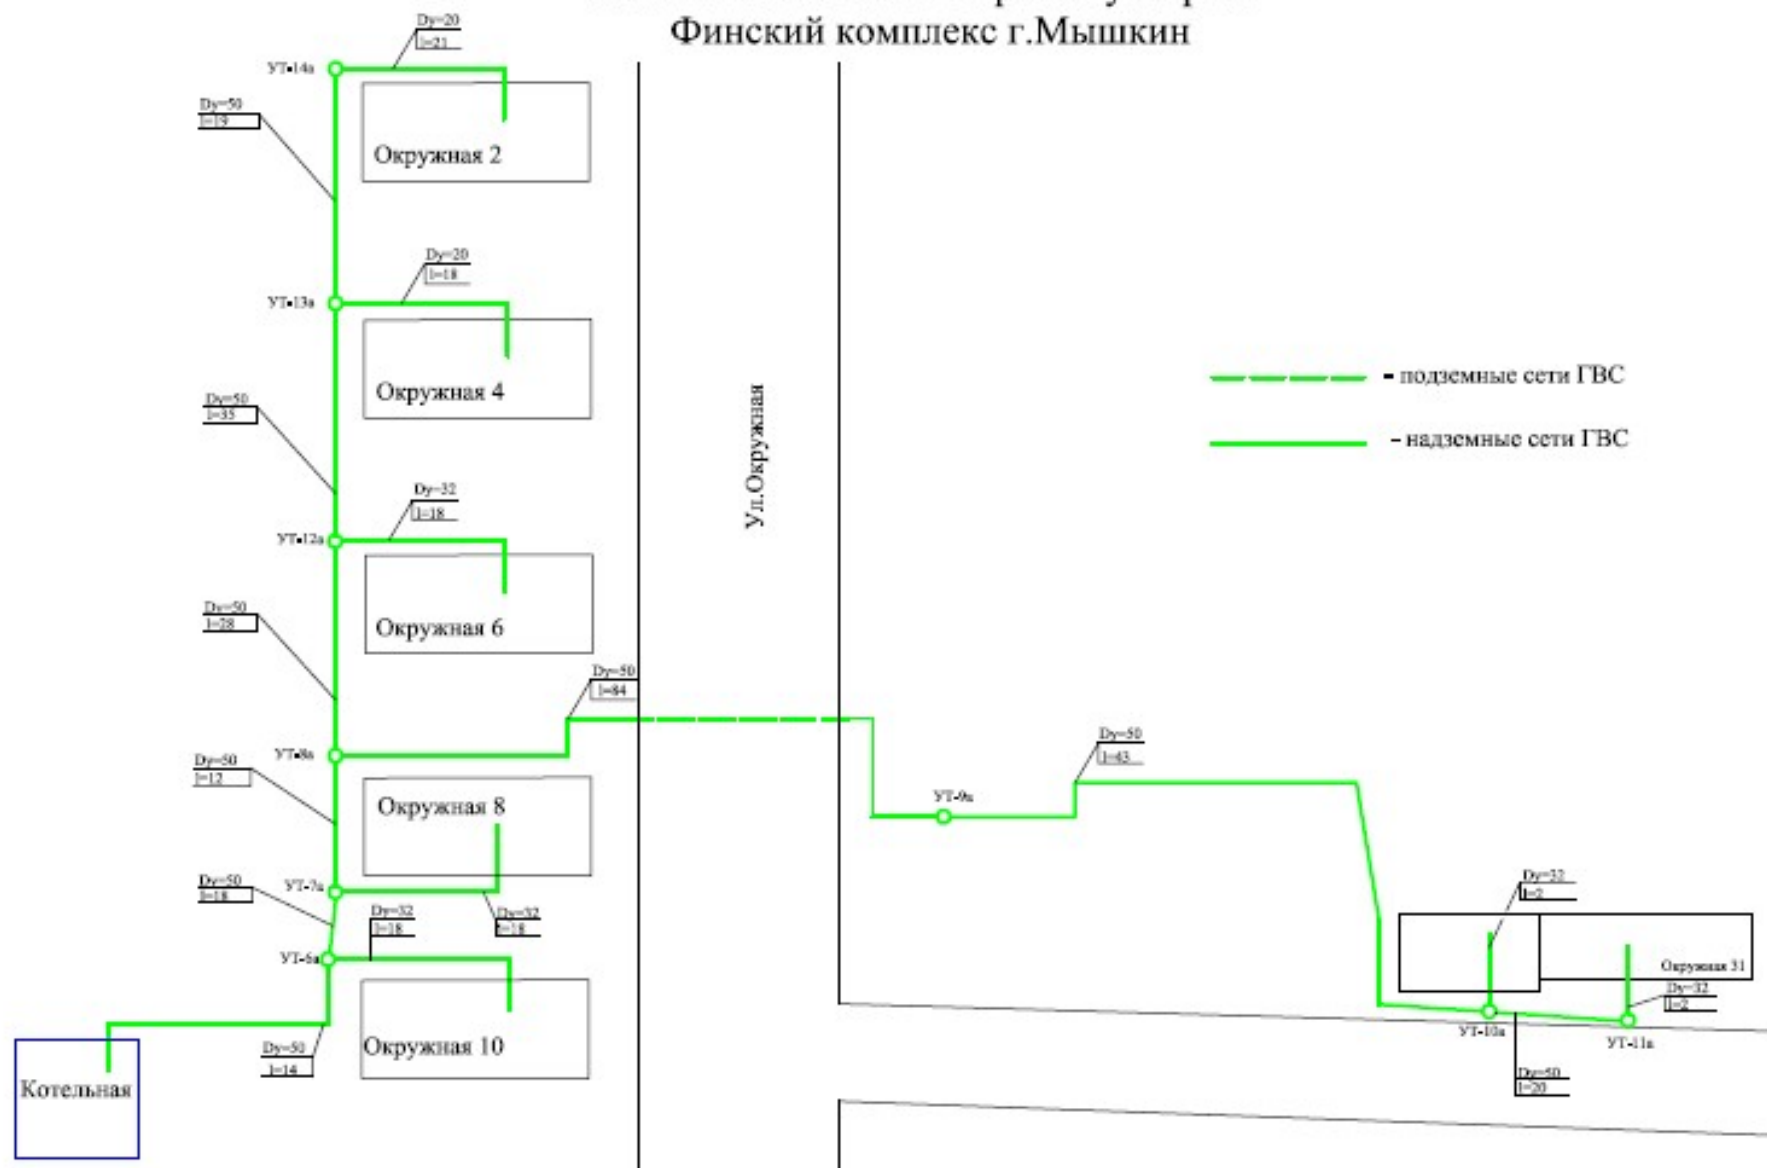 Финский комплекс г.Мышкин
Dy=20
l=21
УТ-14а
Dy=50
l=19
Окружная 2
Dy=20
l=18
УТ-13а
Окружная 4
Dy=50
l=35
Ул.Окружная
- подземные сети ГВС
- надземные сети ГВС
Dy=32
l=18
УТ-12а
Окружная 6
Dy=50
l=28
Dy=50
l=84
УТ-8а
Dy=50
l=12
Окружная 8
Dy=50
l=43
УТ-9а
УТ-7а
Dy=50
l=18
Dy=32
l=18
Dy=32
l=18
УТ-6а
Dy=32
l=2
Окружная 31
Dy=32
l=2
УТ-10а
УТ-11а
Dy=50
l=20
Окружная 10
Dy=50
l=14
Котельная